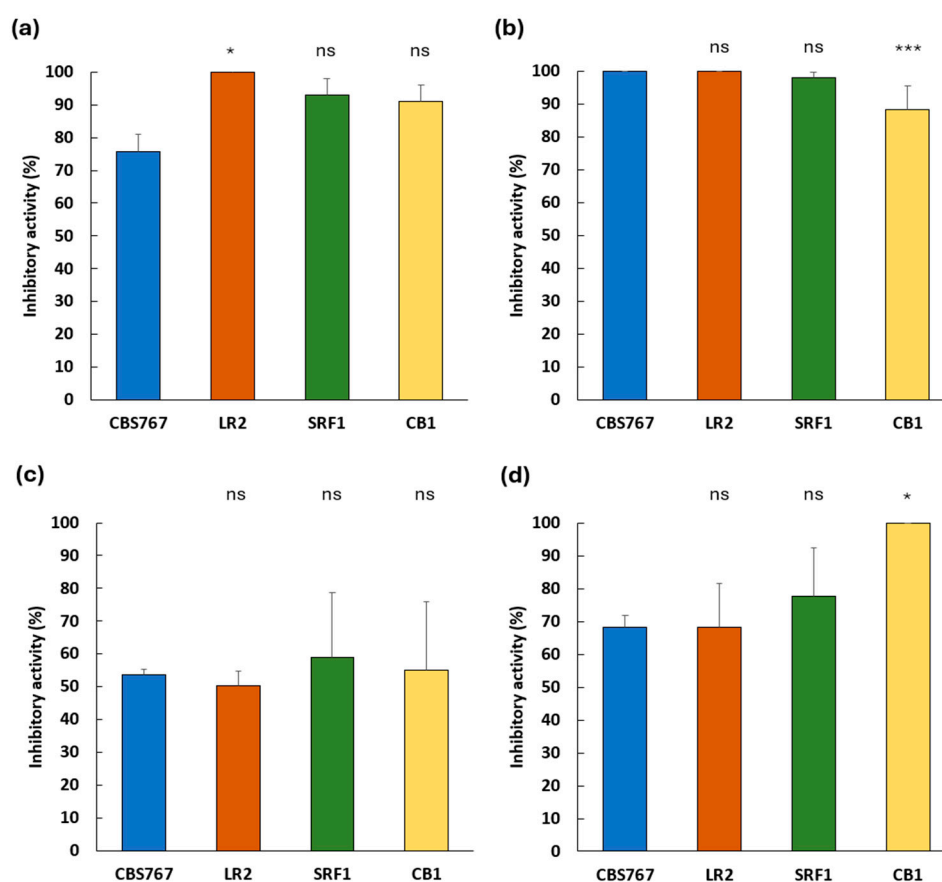 (a)
* ns ns
Inhibitory activity (%)
100
90
80
70
60
50
40
30
20
10
0
CBS767 LR2 SRF1 CB1
(b)
ns ns ***
Inhibitory activity (%)
100
90
80
70
60
50
40
30
20
10
0
CBS767 LR2 SRF1 CB1
(c)
ns ns ns
Inhibitory activity (%)
100
90
80
70
60
50
40
30
20
10
0
CBS767 LR2 SRF1 CB1
(d)
ns ns *
Inhibitory activity (%)
100
90
80
70
60
50
40
30
20
10
0
CBS767 LR2 SRF1 CB1